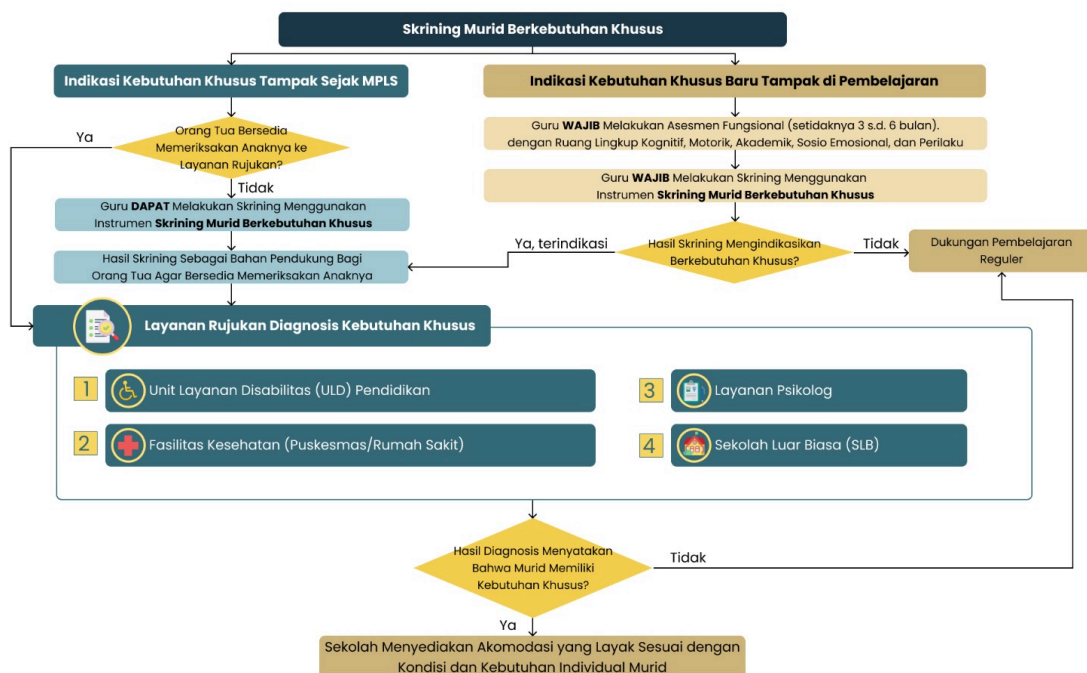 Skrining Murid Berkebutuhan Khusus
Indikasi Kebutuhan Khusus Tampak Sejak MPLS
Indikasi Kebutuhan Khusus Baru Tampak di Pembelajaran
Ya
Orang Tua Bersedia
Memeriksakan Anaknya ke
Layanan Rujukan?
Tidak
Guru WAJIB Melakukan Asesmen Fungsional (setidaknya 3 s.d. 6 bulan).
dengan Ruang Lingkup Kognitif, Motorik, Akademik, Sosio Emosional, dan Perilaku
Guru WAJIB Melakukan Skrining Menggunakan
Instrumen Skrining Murid Berkebutuhan Khusus
Guru DAPAT Melakukan Skrining Menggunakan
Instrumen Skrining Murid Berkebutuhan Khusus
Ya, terindikasi
Hasil Skrining Mengindikasikan
Berkebutuhan Khusus?
Tidak
Dukungan Pembelajaran
Reguler
Hasil Skrining Sebagai Bahan Pendukung Bagi
Orang Tua Agar Bersedia Memeriksakan Anaknya
Layanan Rujukan Diagnosis Kebutuhan Khusus
1
Unit Layanan Disabilitas (ULD) Pendidikan
2
Fasilitas Kesehatan (Puskesmas/Rumah Sakit)
3
Layanan Psikolog
4
Sekolah Luar Biasa (SLB)
Hasil Diagnosis Menyatakan
Bahwa Murid Memiliki
Kebutuhan Khusus?
Tidak
Ya
Sekolah Menyediakan Akomodasi yang Layak Sesuai dengan
Kondisi dan Kebutuhan Individual Murid